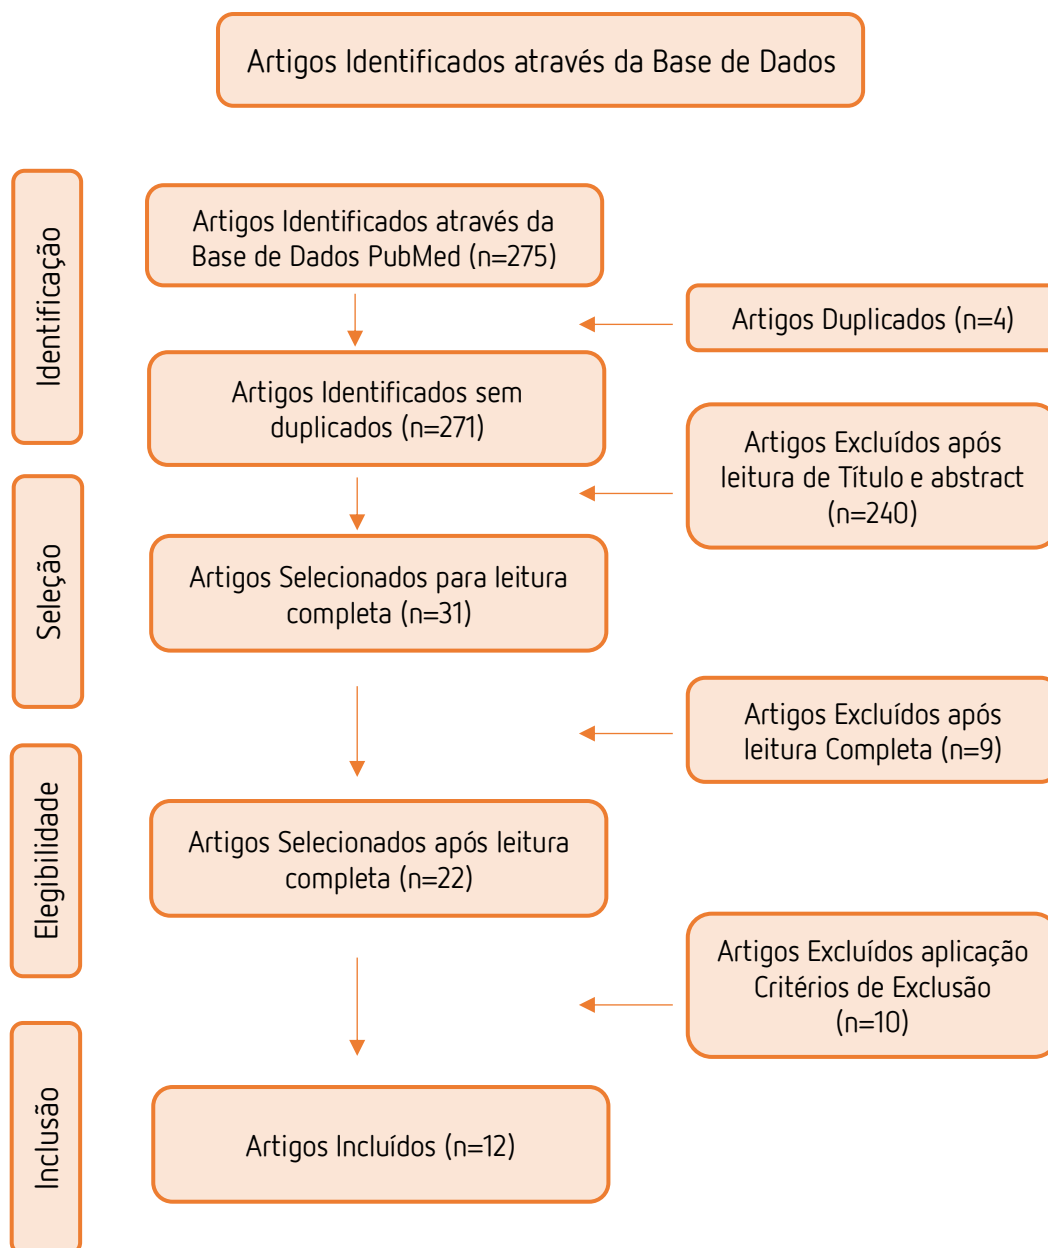 Artigos Identificados através da Base de Dados
Identificação
Artigos Identificados através da
Base de Dados PubMed (n=275)
Artigos Duplicados (n=4)
Artigos Identificados sem
duplicados (n=271)
Artigos Excluídos após
leitura de Título e abstract
(n=240)
Seleção
Artigos Selecionados para leitura
completa (n=31)
Artigos Excluídos após
leitura Completa (n=9)
Elegibilidade
Artigos Selecionados após leitura
completa (n=22)
Artigos Excluídos aplicação
Critérios de Exclusão
(n=10)
Inclusão
Artigos Incluídos (n=12)